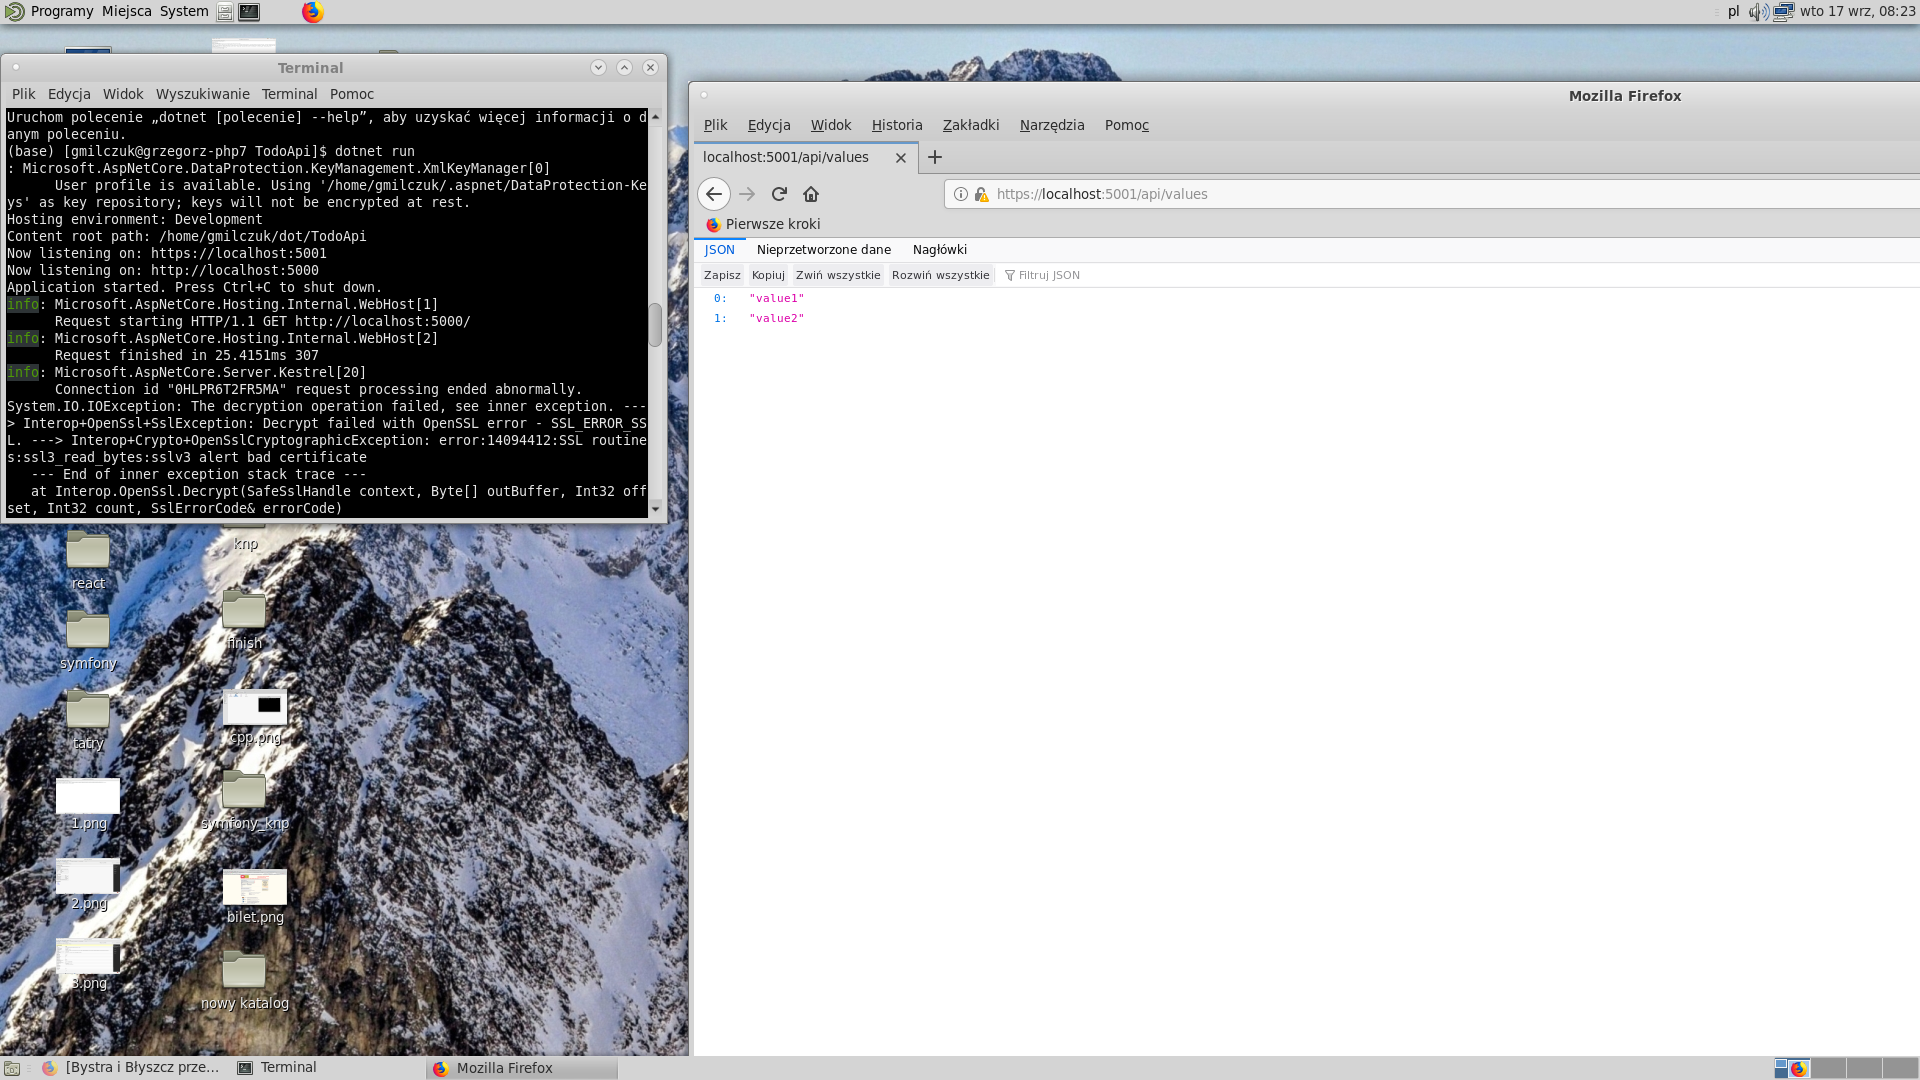 Programy Miejsca System
pl wto 17 wrz, 08:23
Terminal
Plik Edycja Widok Wyszukiwanie Terminal Pomoc
Uruchom polecenie „dotnet [polecenie] --help”, aby uzyskać więcej informacji o d
anym poleceniu.
(base) [gmilczuk@grzegorz-php7 TodoApi]$ dotnet run
: Microsoft.AspNetCore.DataProtection.KeyManagement.XmlKeyManager[0]
User profile is available. Using '/home/gmilczuk/.aspnet/DataProtection-Ke
ys' as key repository; keys will not be encrypted at rest.
Hosting environment: Development
Content root path: /home/gmilczuk/dot/TodoApi
Now listening on: https://localhost:5001
Now listening on: http://localhost:5000
Application started. Press Ctrl+C to shut down.
info: Microsoft.AspNetCore.Hosting.Internal.WebHost[1]
Request starting HTTP/1.1 GET http://localhost:5000/
info: Microsoft.AspNetCore.Hosting.Internal.WebHost[2]
Request finished in 25.4151ms 307
info: Microsoft.AspNetCore.Server.Kestrel[20]
Connection id "0HLPR6T2FR5MA" request processing ended abnormally.
System.IO.IOException: The decryption operation failed, see inner exception. ---
> Interop+OpenSsl+SslException: Decrypt failed with OpenSSL error - SSL_ERROR_SS
L. ---> Interop+Crypto+OpenSslCryptographicException: error:14094412:SSL routine
s:ssl3_read_bytes:sslv3 alert bad certificate
--- End of inner exception stack trace ---
at Interop.OpenSsl.Decrypt(SafeSslHandle context, Byte[] outBuffer, Int32 off
set, Int32 count, SslErrorCode& errorCode)
Mozilla Firefox
Plik Edycja Widok Historia Zakładki Narzędzia Pomoc
localhost:5001/api/values
https://localhost:5001/api/values
Pierwsze kroki
JSON Nieprzetworzone dane Nagłówki
Zapisz Kopiuj Zwiń wszystkie Rozwiń wszystkie Filtruj JSON
0: "value1"
1: "value2"
knp
react
finish
symfony
cpp.png
tatry
symfony_knp
1.png
2.png
bilet.png
3.png
nowy katalog
[Bystra i Błyszcz prze... Terminal Mozilla Firefox